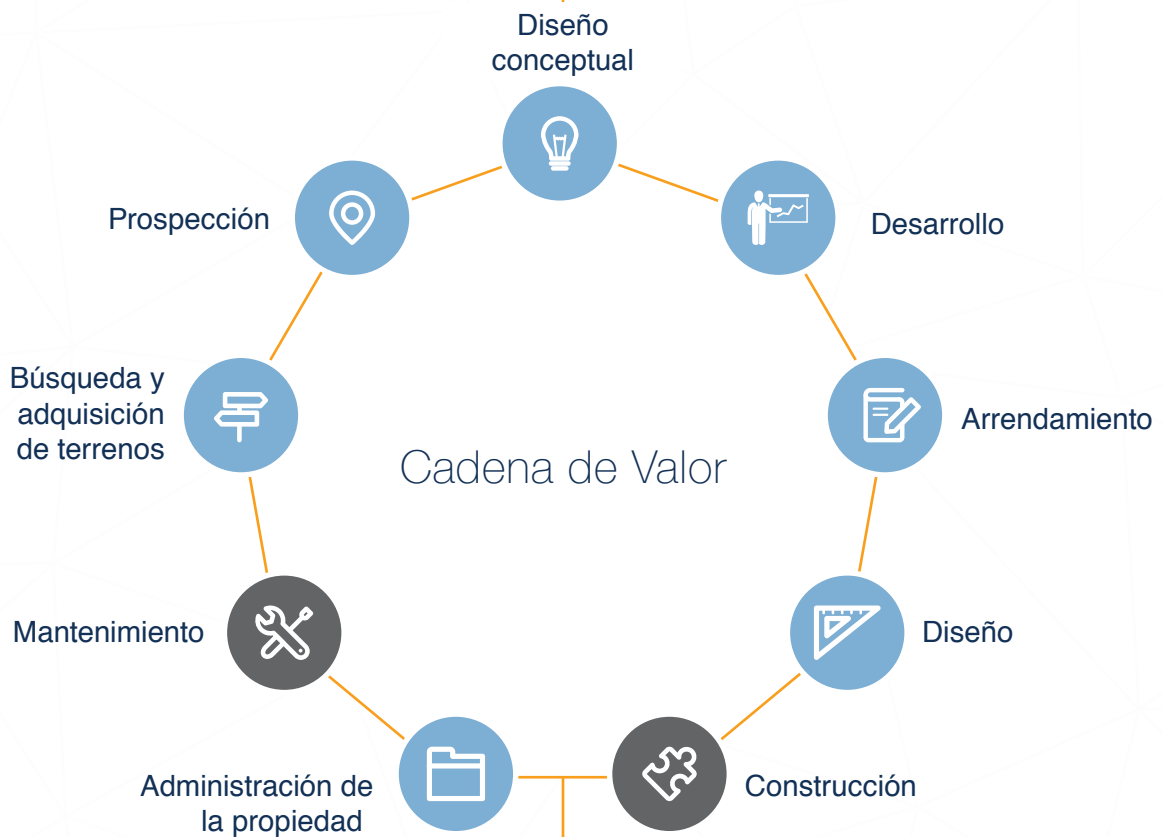 Diseño
conceptual
Prospección
Desarrollo
Búsqueda y
adquisición
de terrenos
Arrendamiento
Cadena de Valor
Mantenimiento
Diseño
Administración de
la propiedad
Construcción